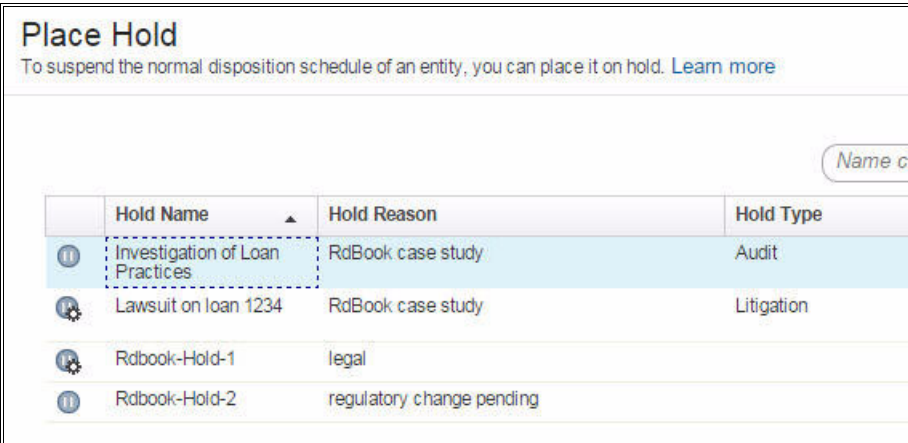 Place Hold
To suspend the normal disposition schedule of an entity, you can place it on hold. Learn more
Name c
Hold Name Hold Reason Hold Type
Investigation of Loan RdBook case study Audit
Practices
Lawsuit on loan 1234 RdBook case study Litigation
Rdbook-Hold-1 legal
Rdbook-Hold-2 regulatory change pending